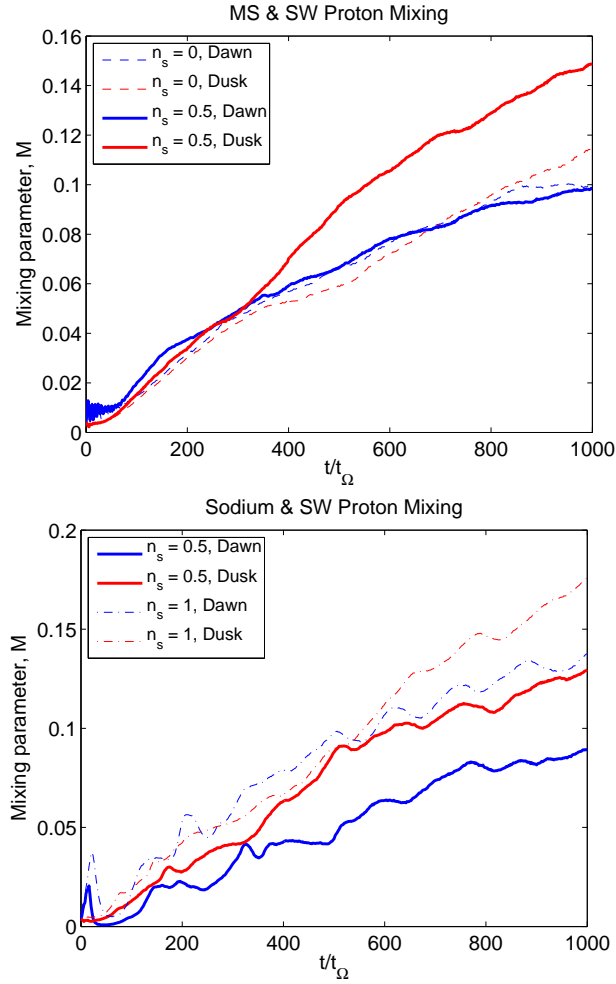 MS & SW Proton Mixing
0.16
0.14
0.12
0.1
0.08
0.06
0.04
0.02
0
Mixing parameter, M
n_s = 0, Dawn
n_s = 0, Dusk
n_s = 0.5, Dawn
n_s = 0.5, Dusk
0 200 400 600 800 1000
t/t_Ω
Sodium & SW Proton Mixing
0.2
0.15
0.1
0.05
0
Mixing parameter, M
n_s = 0.5, Dawn
n_s = 0.5, Dusk
n_s = 1, Dawn
n_s = 1, Dusk
0 200 400 600 800 1000
t/t_Ω